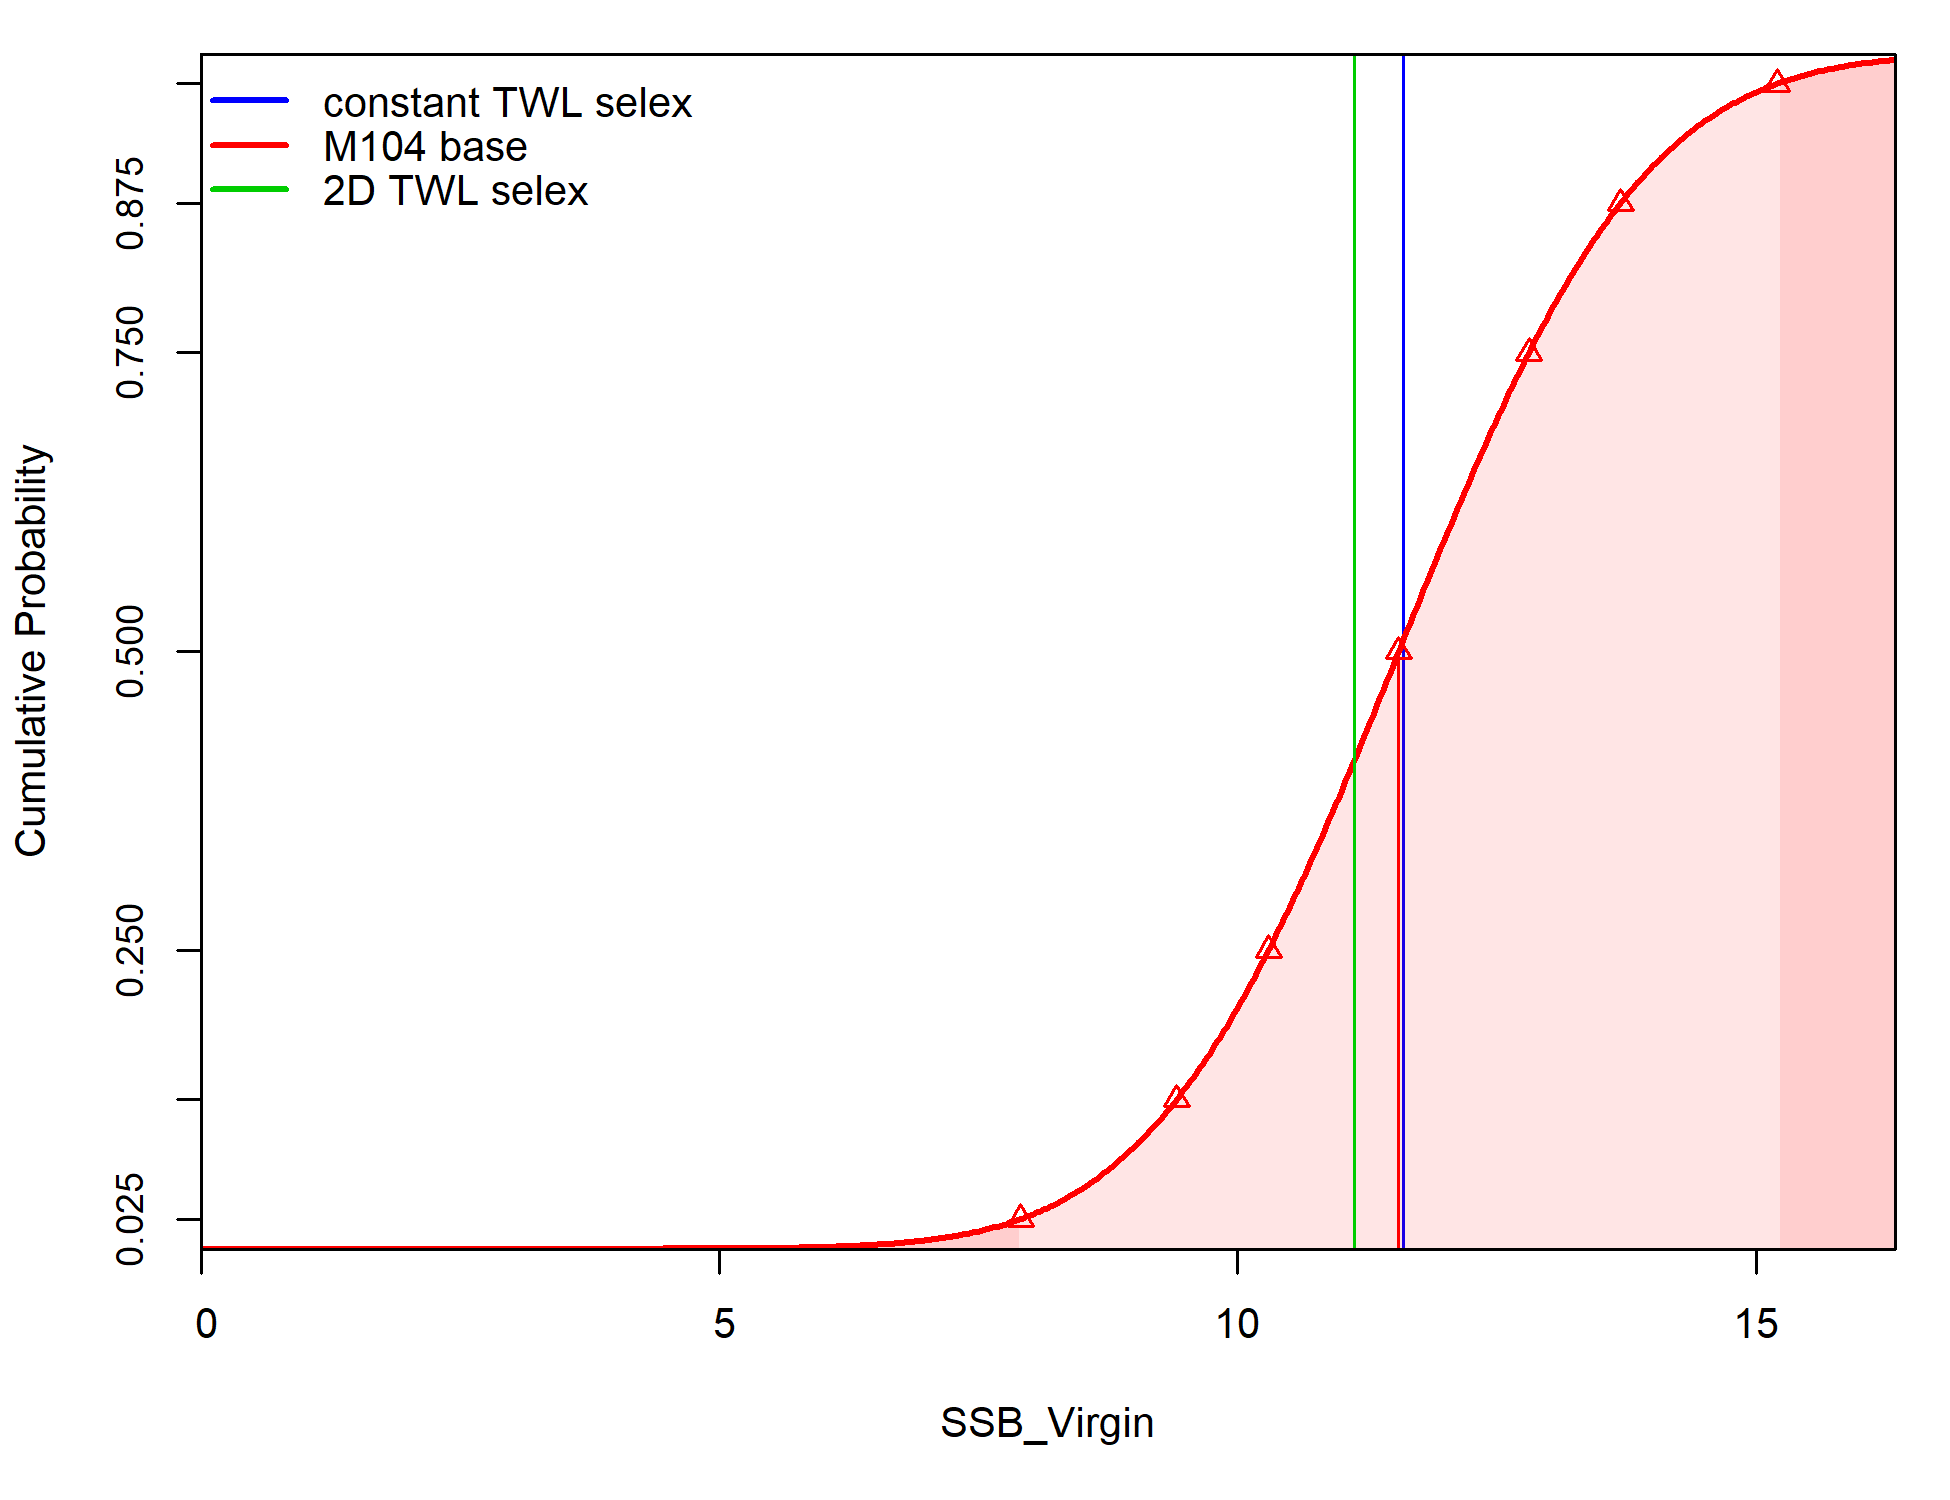 constant TWL selex
M104 base
2D TWL selex
Cumulative Probability
0.875
0.750
0.500
0.250
0.025
0
5
10
15
SSB_Virgin